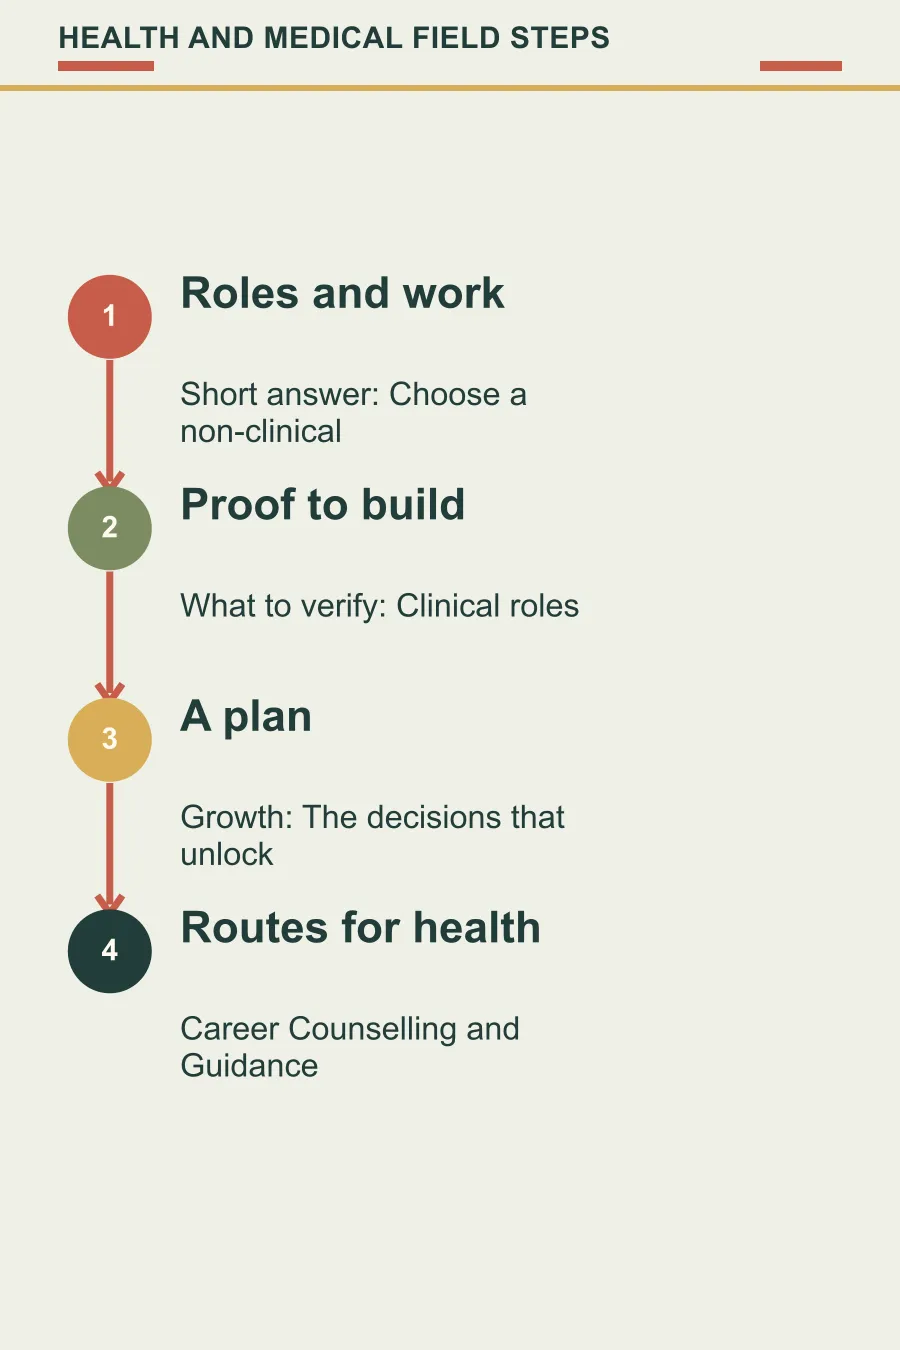 HEALTH AND MEDICAL FIELD STEPS
1
Roles and work
Short answer: Choose a
non-clinical
2
Proof to build
What to verify: Clinical roles
3
A plan
Growth: The decisions that
unlock
4
Routes for health
Career Counselling and
Guidance